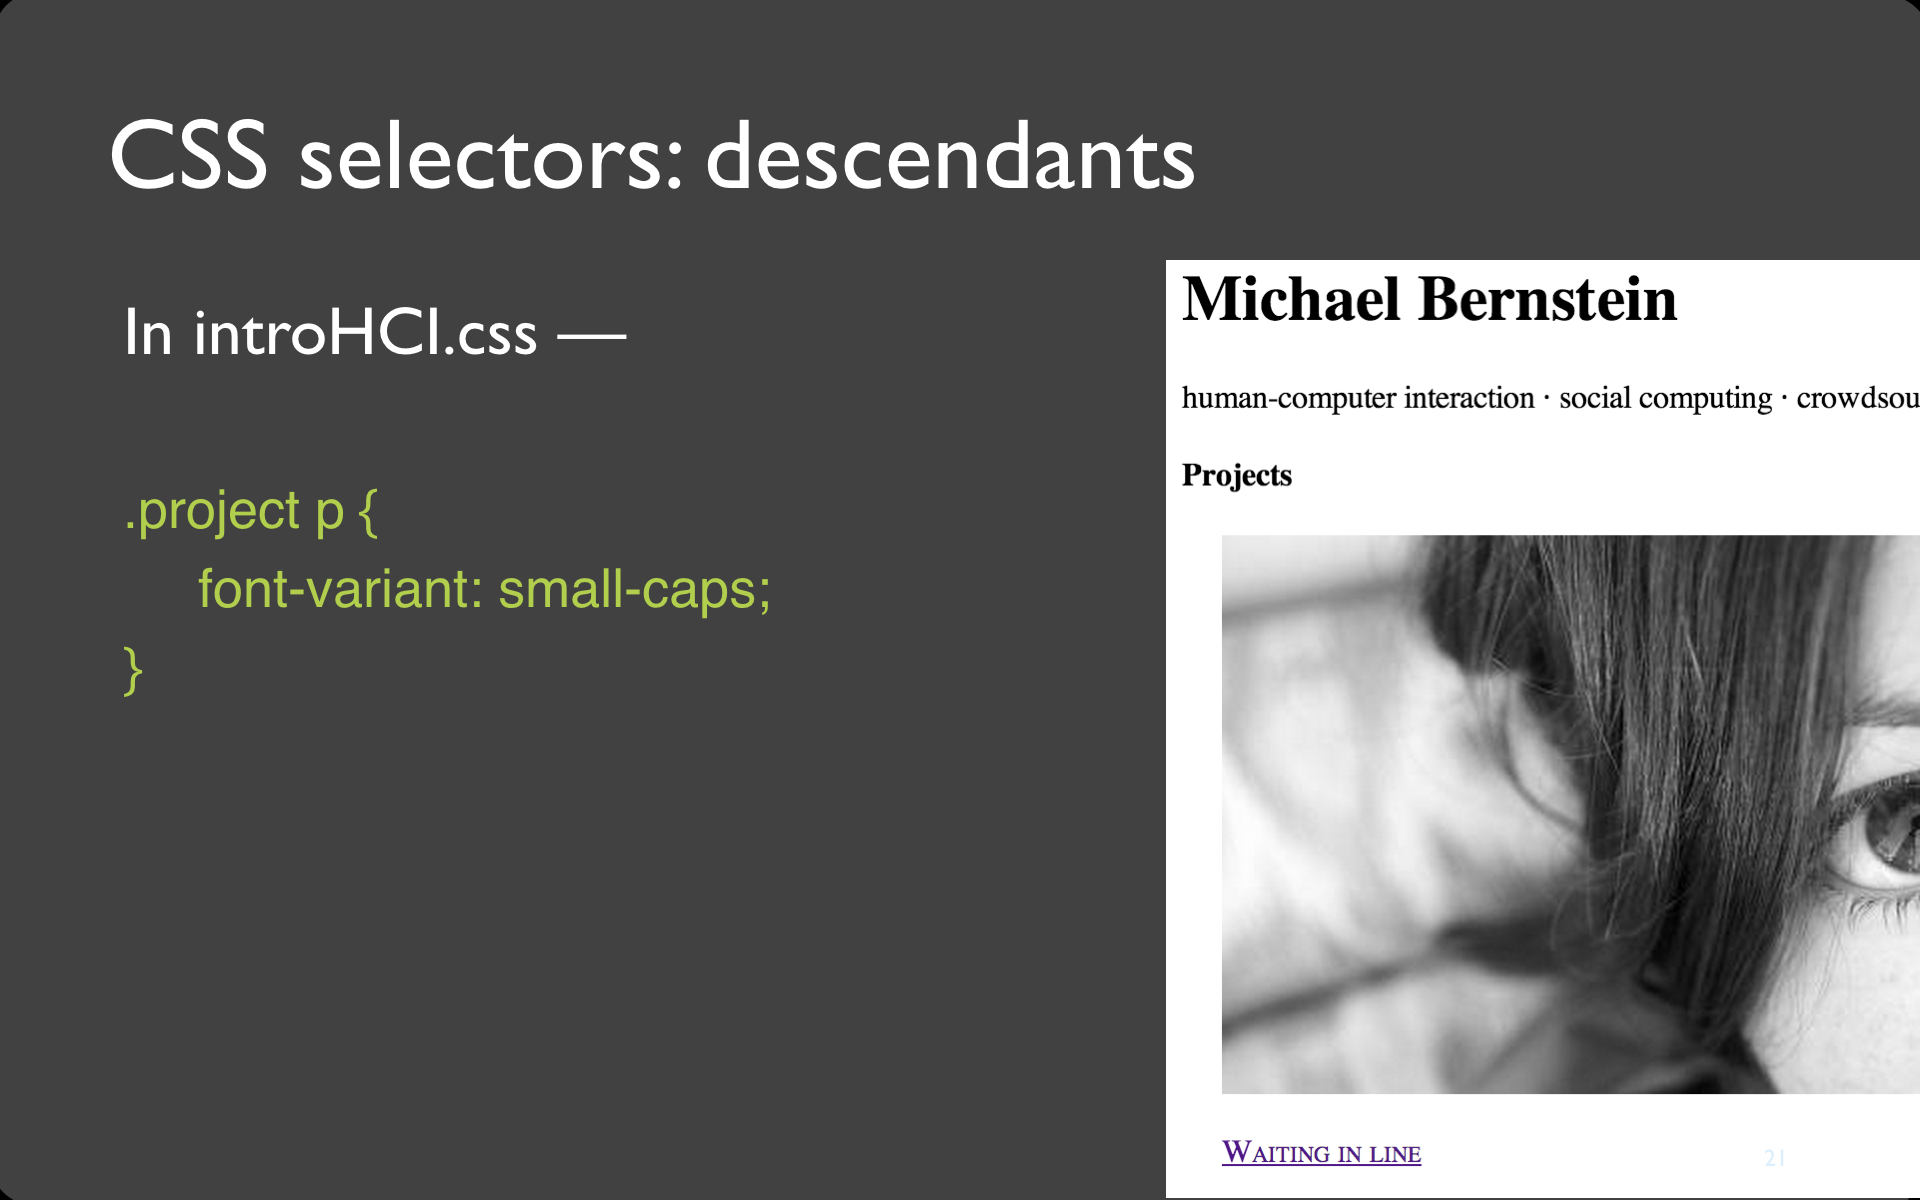 CSS selectors: descendants
In introHCI.css —
.project p {
font-variant: small-caps;
}
Michael Bernstein
human-computer interaction · social computing · crowdsou
Projects
Waiting in line
21